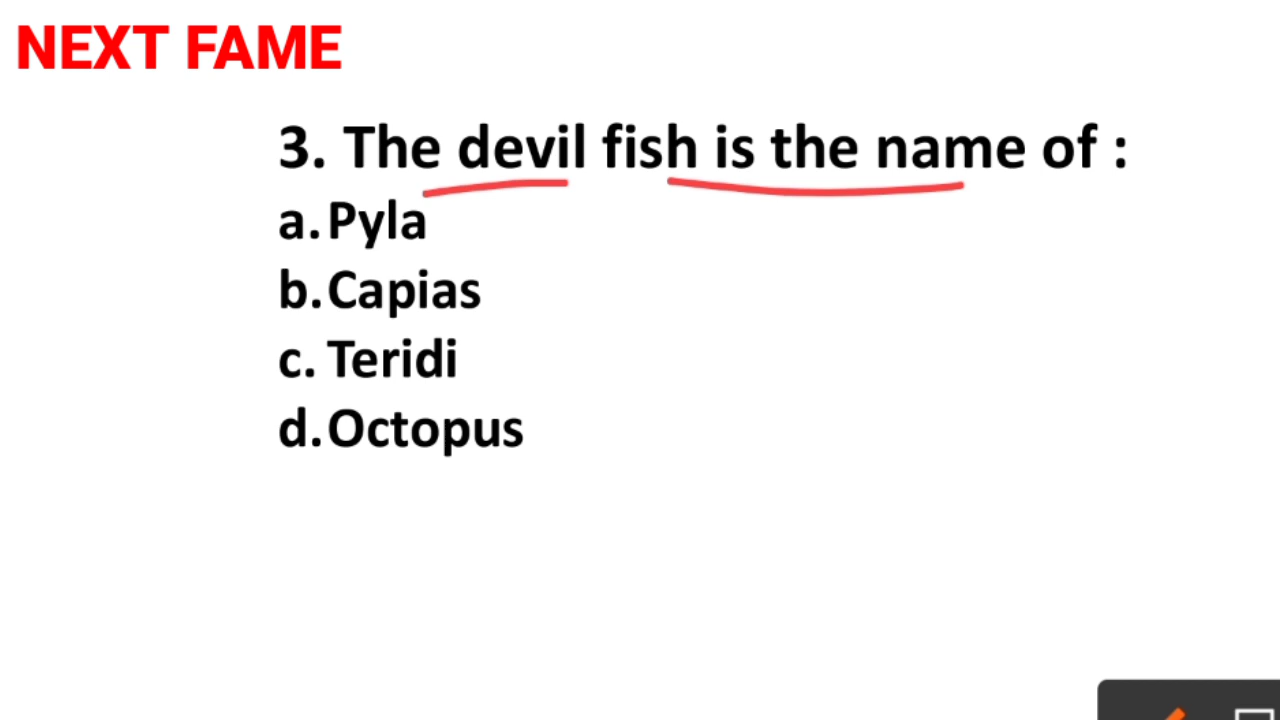 NEXT FAME
3. The devil fish is the name of :
a. Pyla
b. Capias
c. Teridi
d. Octopus